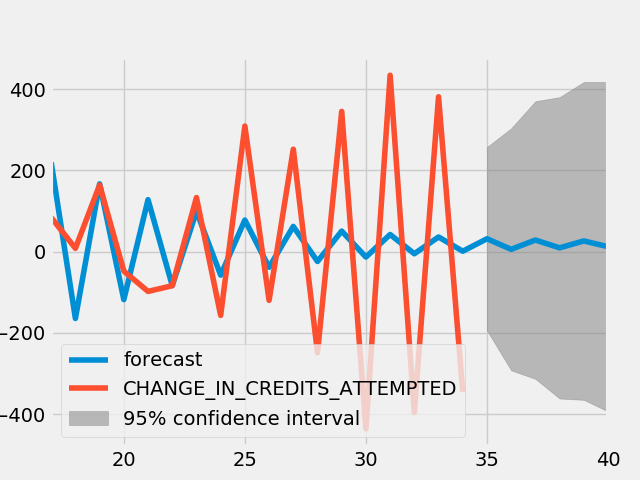 400
200
0
−200
−400
forecast
CHANGE_IN_CREDITS_ATTEMPTED
95% confidence interval
20 25 30 35 40